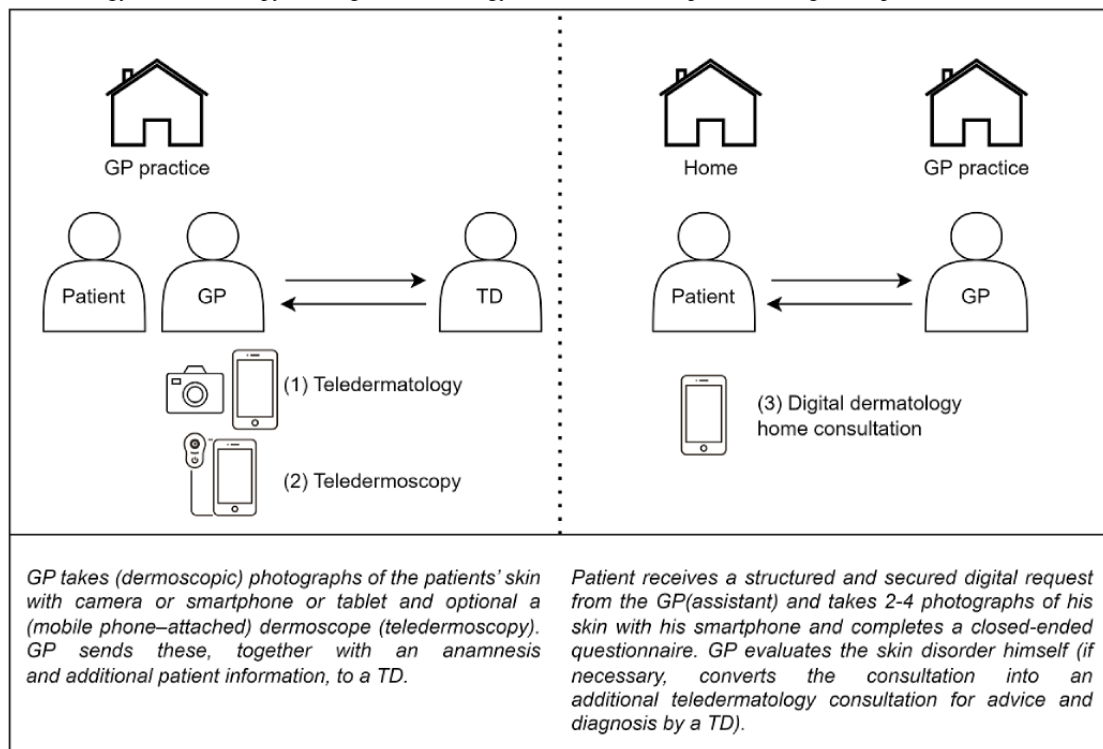 GP practice
Patient
GP
TD
(1) Teledermatology
(2) Teledermoscopy
GP takes (dermoscopic) photographs of the patients' skin
with camera or smartphone or tablet and optional a
(mobile phone–attached) dermoscope (teledermoscopy).
GP sends these, together with an anamnesis
and additional patient information, to a TD.
Home
GP practice
Patient
GP
(3) Digital dermatology
home consultation
Patient receives a structured and secured digital request
from the GP(assistant) and takes 2-4 photographs of his
skin with his smartphone and completes a closed-ended
questionnaire. GP evaluates the skin disorder himself (if
necessary, converts the consultation into an
additional teledermatology consultation for advice and
diagnosis by a TD).